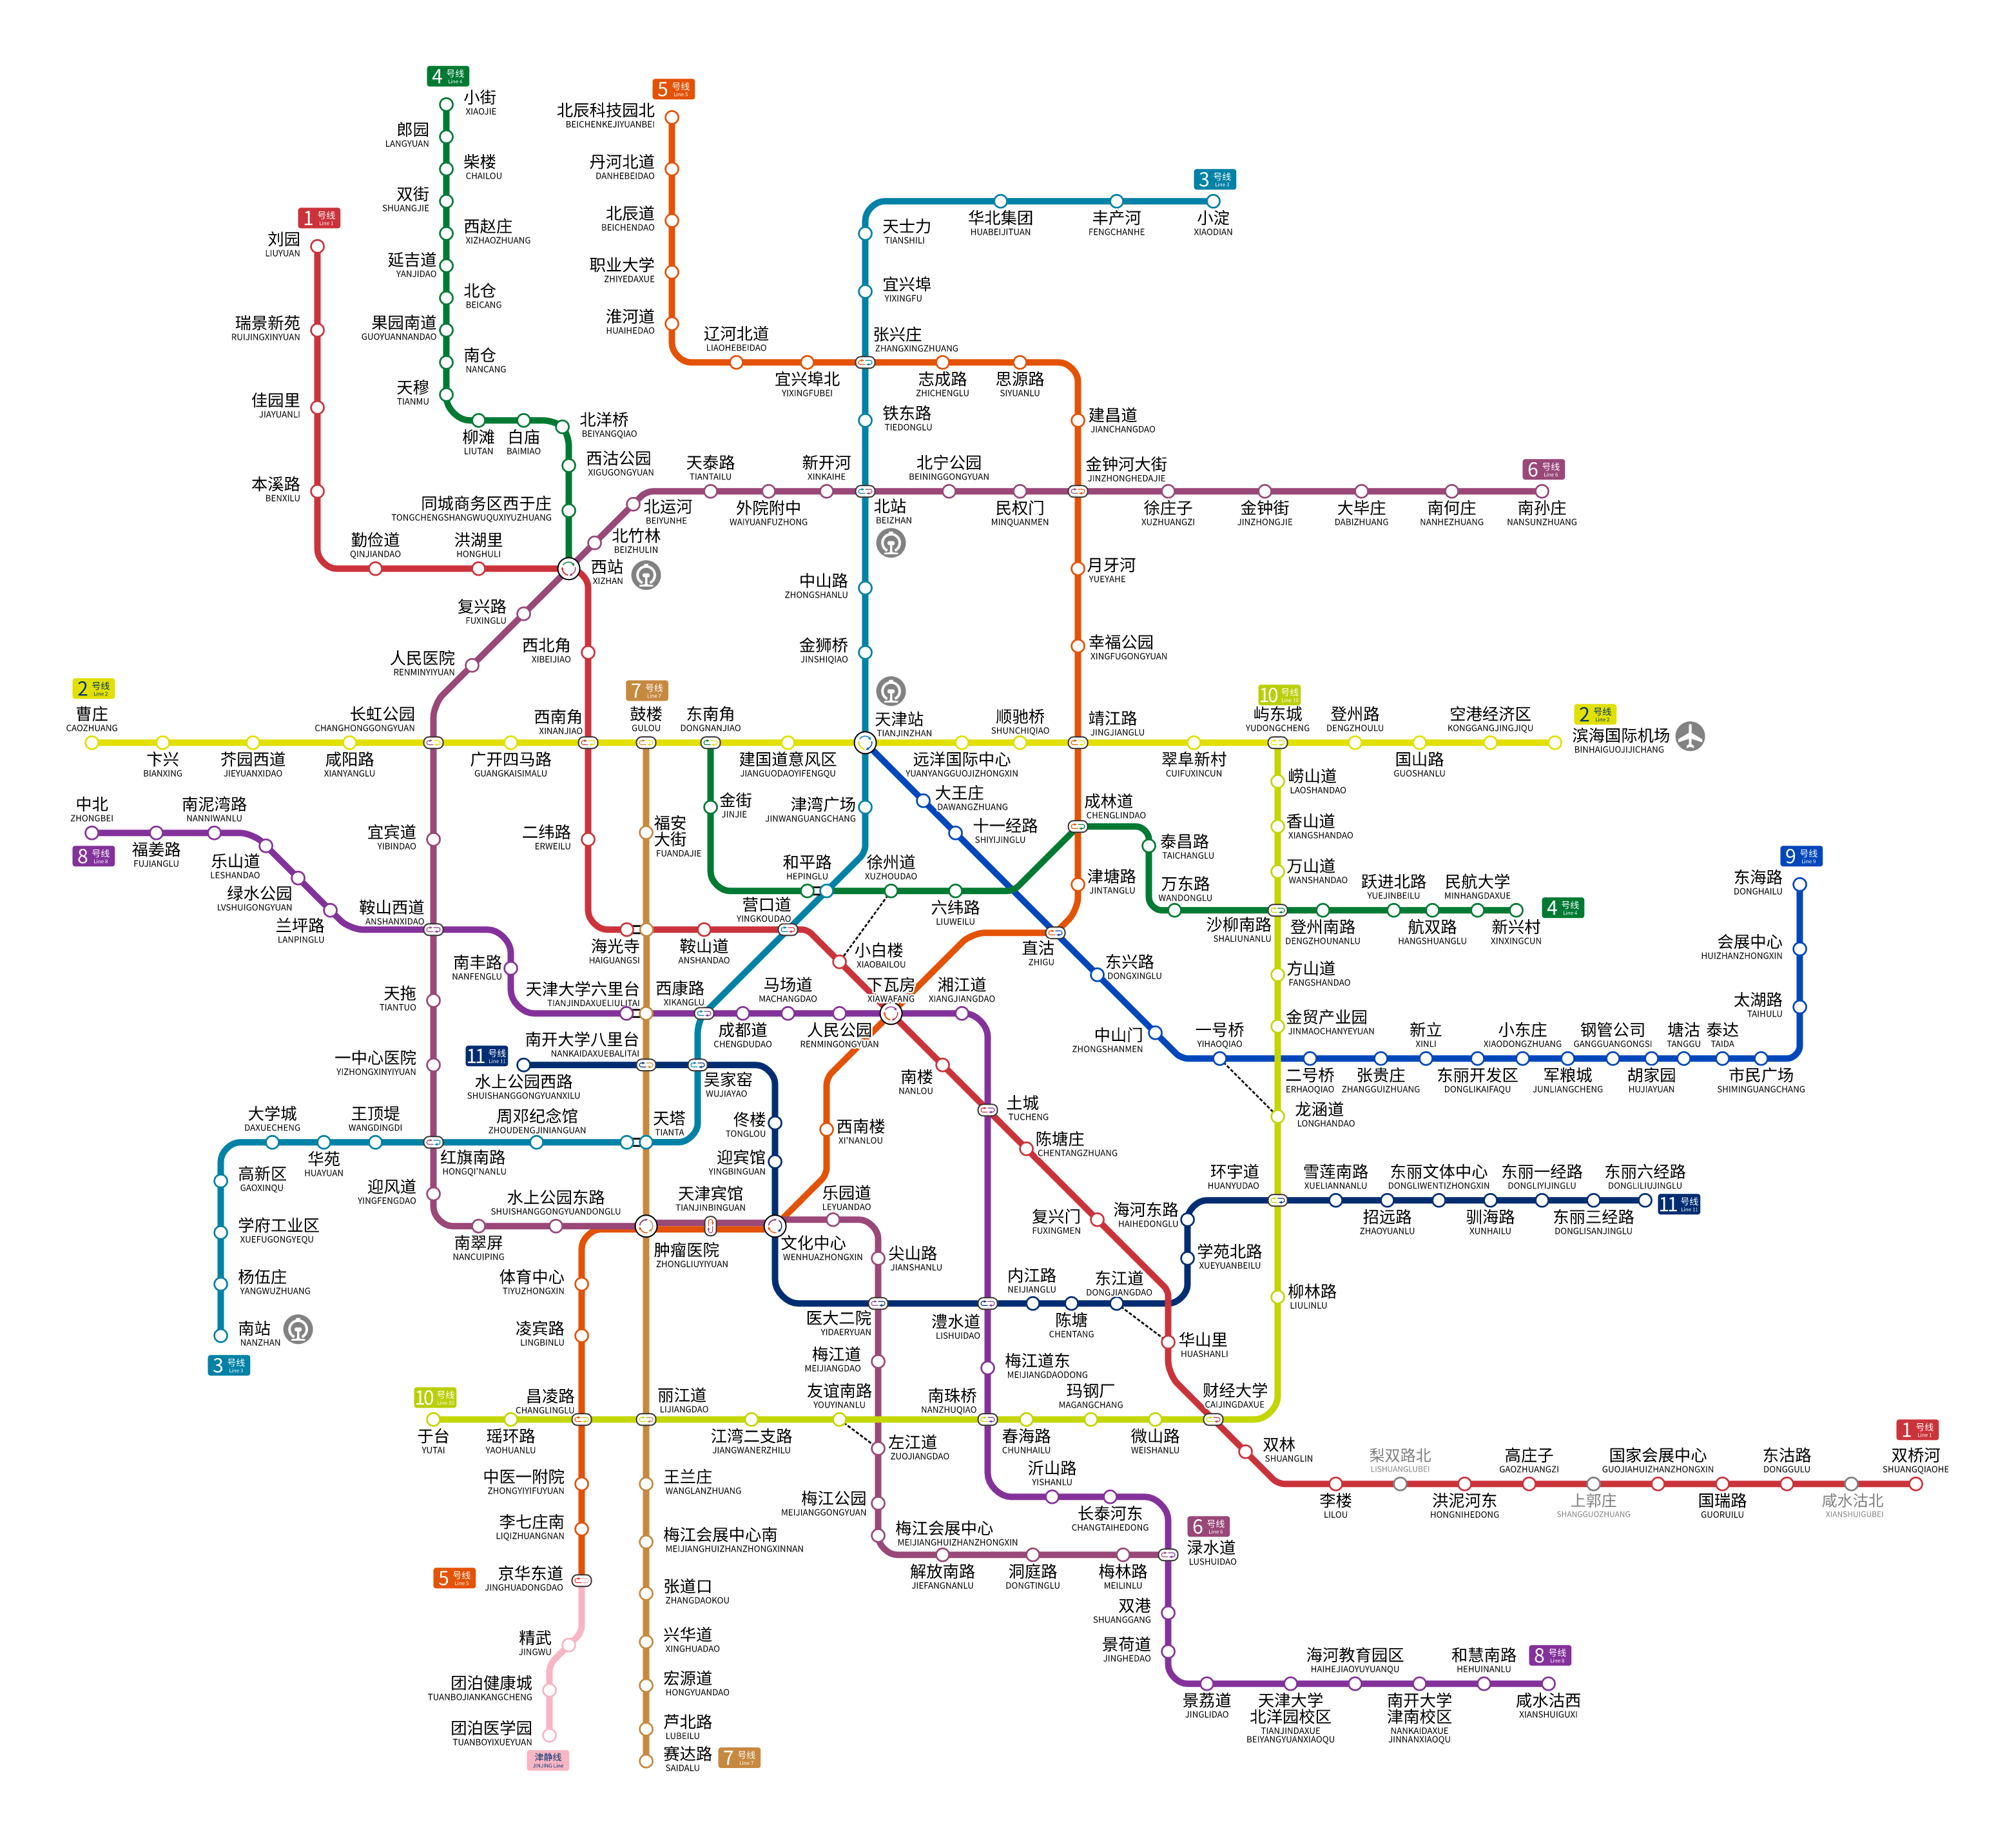 4 号线
Line 4
小街
XIAOJIE
郎园
LANGYUAN
柴楼
CHAILOU
双街
SHUANGJIE
西赵庄
XIZHAOZHUANG
延吉道
YANJIDAO
北仓
BEICANG
果园南道
GUOYUANNANDAO
南仓
NANCANG
天穆
TIANMU
柳滩
LIUTAN
白庙
BAIMIAO
北洋桥
BEIYANGQIAO
西沽公园
XIGUGONGYUAN
同城商务区西于庄
TONGCHENGSHANGWUQUXIYUZHUANG
5 号线
Line 5
北辰科技园北
BEICHENKEJIYUANBEI
丹河北道
DANHEBEIDAO
北辰道
BEICHENDAO
职业大学
ZHIYEDAXUE
淮河道
HUAIHEDAO
辽河北道
LIAOHEBEIDAO
宜兴埠北
YIXINGFUBEI
张兴庄
ZHANGXINGZHUANG
志成路
ZHICHENGLU
思源路
SIYUANLU
建昌道
JIANCHANGDAO
金钟河大街
JINZHONGHEDAJIE
月牙河
YUEYAHE
幸福公园
XINGFUGONGYUAN
3 号线
Line 3
小淀
XIAODIAN
丰产河
FENGCHANHE
华北集团
HUABEIJITUAN
天士力
TIANSHILI
宜兴埠
YIXINGFU
铁东路
TIEDONGLU
北站
BEIZHAN
中山路
ZHONGSHANLU
金狮桥
JINSHIQIAO
1 号线
Line 1
刘园
LIUYUAN
瑞景新苑
RUIJINGXINYUAN
佳园里
JIAYUANLI
本溪路
BENXILU
勤俭道
QINJIANDAO
洪湖里
HONGHULI
西站
XIZHAN
西北角
XIBEIJIAO
6 号线
Line 6
南孙庄
NANSUNZHUANG
南何庄
NANHEZHUANG
大毕庄
DABIZHUANG
金钟街
JINZHONGJIE
徐庄子
XUZHUANGZI
民权门
MINQUANMEN
北宁公园
BEININGGONGYUAN
新开河
XINKAIHE
外院附中
WAIYUANFUZHONG
天泰路
TIANTAILU
北运河
BEIYUNHE
北竹林
BEIZHULIN
复兴路
FUXINGLU
人民医院
RENMINYIYUAN
2 号线
Line 2
曹庄
CAOZHUANG
卞兴
BIANXING
芥园西道
JIEYUANXIDAO
咸阳路
XIANYANGLU
长虹公园
CHANGHONGGONGYUAN
广开四马路
GUANGKAISIMALU
西南角
XINANJIAO
7 号线
Line 7
鼓楼
GULOU
东南角
DONGNANJIAO
建国道意风区
JIANGUODAOYIFENGQU
天津站
TIANJINZHAN
远洋国际中心
YUANYANGGUOJIZHONGXIN
顺驰桥
SHUNCHIQIAO
靖江路
JINGJIANGLU
翠阜新村
CUIFUXINCUN
10 号线
Line 10
屿东城
YUDONGCHENG
登州路
DENGZHOULU
国山路
GUOSHANLU
空港经济区
KONGGANGJINGJIQU
2 号线
Line 2
滨海国际机场
BINHAIGUOJIJICHANG
中北
ZHONGBEI
8 号线
Line 8
福姜路
FUJIANGLU
南泥湾路
NANNIWANLU
乐山道
LESHANDAO
绿水公园
LVSHUIGONGYUAN
兰坪路
LANPINGLU
鞍山西道
ANSHANXIDAO
南丰路
NANFENGLU
天津大学六里台
TIANJINDAXUELIULITAI
西康路
XIKANGLU
成都道
CHENGDUDAO
马场道
MACHANGDAO
人民公园
RENMINGONGYUAN
下瓦房
XIAWAFANG
湘江道
XIANGJIANGDAO
宜宾道
YIBINDAO
二纬路
ERWEILU
福安
大街
FUANDAJIE
金街
JINJIE
津湾广场
JINWANGUANGCHANG
和平路
HEPINGLU
徐州道
XUZHOUDAO
六纬路
LIUWEILU
大王庄
DAWANGZHUANG
十一经路
SHIYIJINGLU
成林道
CHENGLINDAO
津塘路
JINTANGLU
直沽
ZHIGU
泰昌路
TAICHANGLU
万东路
WANDONGLU
沙柳南路
SHALIUNANLU
登州南路
DENGZHOUNANLU
跃进北路
YUEJINBEILU
航双路
HANGSHUANGLU
民航大学
MINHANGDAXUE
新兴村
XINXINGCUN
4 号线
Line 4
崂山道
LAOSHANDAO
香山道
XIANGSHANDAO
万山道
WANSHANDAO
方山道
FANGSHANDAO
金贸产业园
JINMAOCHANYEYUAN
海光寺
HAIGUANGSI
鞍山道
ANSHANDAO
营口道
YINGKOUDAO
小白楼
XIAOBAILOU
9 号线
Line 9
东海路
DONGHAILU
会展中心
HUIZHANZHONGXIN
太湖路
TAIHULU
东兴路
DONGXINGLU
中山门
ZHONGSHANMEN
一号桥
YIHAOQIAO
二号桥
ERHAOQIAO
张贵庄
ZHANGGUIZHUANG
新立
XINLI
东丽开发区
DONGLIKAIFAQU
小东庄
XIAODONGZHUANG
军粮城
JUNLIANGCHENG
钢管公司
GANGGUANGONGSI
胡家园
HUJIAYUAN
塘沽
TANGGU
泰达
TAIDA
市民广场
SHIMINGUANGCHANG
天拖
TIANTUO
一中心医院
YIZHONGXINYIYUAN
11 号线
Line 11
水上公园西路
SHUISHANGGONGYUANXILU
南开大学八里台
NANKAIDAXUEBALITAI
吴家窑
WUJIAYAO
佟楼
TONGLOU
迎宾馆
YINGBINGUAN
南楼
NANLOU
土城
TUCHENG
陈塘庄
CHENTANGZHUANG
复兴门
FUXINGMEN
西南楼
XI'NANLOU
大学城
DAXUECHENG
华苑
HUAYUAN
王顶堤
WANGDINGDI
红旗南路
HONGQI'NANLU
周邓纪念馆
ZHOUDENGJINIANGUAN
天塔
TIANTA
高新区
GAOXINQU
学府工业区
XUEFUGONGYEQU
杨伍庄
YANGWUZHUANG
南站
NANZHAN
3 号线
Line 3
迎风道
YINGFENGDAO
南翠屏
NANCUIPING
水上公园东路
SHUISHANGGONGYUANDONGLU
肿瘤医院
ZHONGLIUYIYUAN
天津宾馆
TIANJINBINGUAN
文化中心
WENHUAZHONGXIN
乐园道
LEYUANDAO
尖山路
JIANSHANLU
龙涵道
LONGHANDAO
环宇道
HUANYUDAO
雪莲南路
XUELIANNANLU
招远路
ZHAOYUANLU
东丽文体中心
DONGLIWENTIZHONGXIN
驯海路
XUNHAILU
东丽一经路
DONGLIYIJINGLU
东丽三经路
DONGLISANJINGLU
东丽六经路
DONGLILIUJINGLU
11 号线
Line 11
海河东路
HAIHEDONGLU
学苑北路
XUEYUANBEILU
东江道
DONGJIANGDAO
陈塘
CHENTANG
内江路
NEIJIANGLU
澧水道
LISHUIDAO
医大二院
YIDAERYUAN
华山里
HUASHANLI
柳林路
LIULINLU
体育中心
TIYUZHONGXIN
凌宾路
LINGBINLU
梅江道
MEIJIANGDAO
梅江道东
MEIJIANGDAODONG
10 号线
Line 10
于台
YUTAI
瑶环路
YAOHUANLU
昌凌路
CHANGLINGLU
丽江道
LIJIANGDAO
江湾二支路
JIANGWANERZHILU
友谊南路
YOUYINANLU
左江道
ZUOJIANGDAO
南珠桥
NANZHUQIAO
春海路
CHUNHAILU
玛钢厂
MAGANGCHANG
微山路
WEISHANLU
财经大学
CAIJINGDAXUE
双林
SHUANGLIN
李楼
LILOU
梨双路北
LISHUANGLUBEI
洪泥河东
HONGNIHEDONG
高庄子
GAOZHUANGZI
上郭庄
SHANGGUOZHUANG
国家会展中心
GUOJIAHUIZHANZHONGXIN
国瑞路
GUORUILU
东沽路
DONGGULU
咸水沽北
XIANSHUIGUBEI
1 号线
Line 1
双桥河
SHUANGQIAOHE
中医一附院
ZHONGYIYIFUYUAN
李七庄南
LIQIZHUANGNAN
5 号线
Line 5
京华东道
JINGHUADONGDAO
精武
JINGWU
团泊健康城
TUANBOJIANKANGCHENG
团泊医学园
TUANBOYIXUEYUAN
津静线
JINJING Line
王兰庄
WANGLANZHUANG
梅江会展中心南
MEIJIANGHUIZHANZHONGXINNAN
张道口
ZHANGDAOKOU
兴华道
XINGHUADAO
宏源道
HONGYUANDAO
芦北路
LUBEILU
赛达路
SAIDALU
7 号线
Line 7
梅江公园
MEIJIANGGONGYUAN
梅江会展中心
MEIJIANGHUIZHANZHONGXIN
解放南路
JIEFANGNANLU
洞庭路
DONGTINGLU
梅林路
MEILINLU
6 号线
Line 6
渌水道
LUSHUIDAO
沂山路
YISHANLU
长泰河东
CHANGTAIHEDONG
双港
SHUANGGANG
景荷道
JINGHEDAO
景荔道
JINGLIDAO
天津大学
北洋园校区
TIANJINDAXUE
BEIYANGYUANXIAOQU
海河教育园区
HAIHEJIAOYUYUANQU
南开大学
津南校区
NANKAIDAXUE
JINNANXIAOQU
和慧南路
HEHUINANLU
8 号线
Line 8
咸水沽西
XIANSHUIGUXI